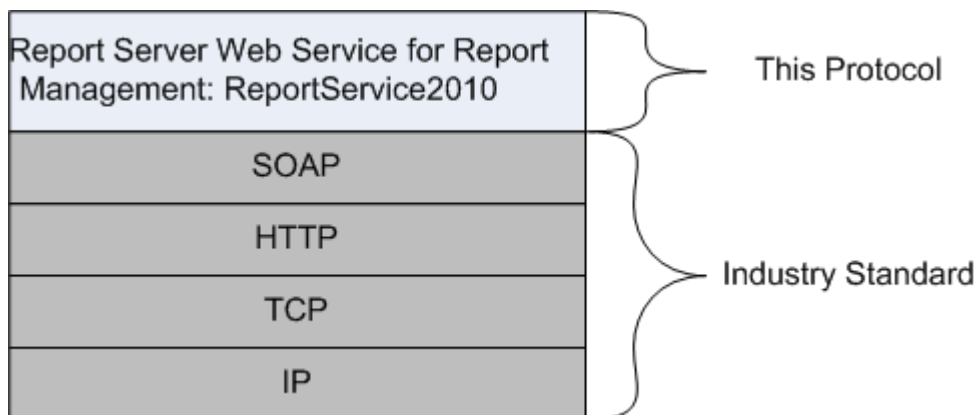 Report Server Web Service for Report
Management: ReportService2010
This Protocol
SOAP
HTTP
TCP
IP
Industry Standard